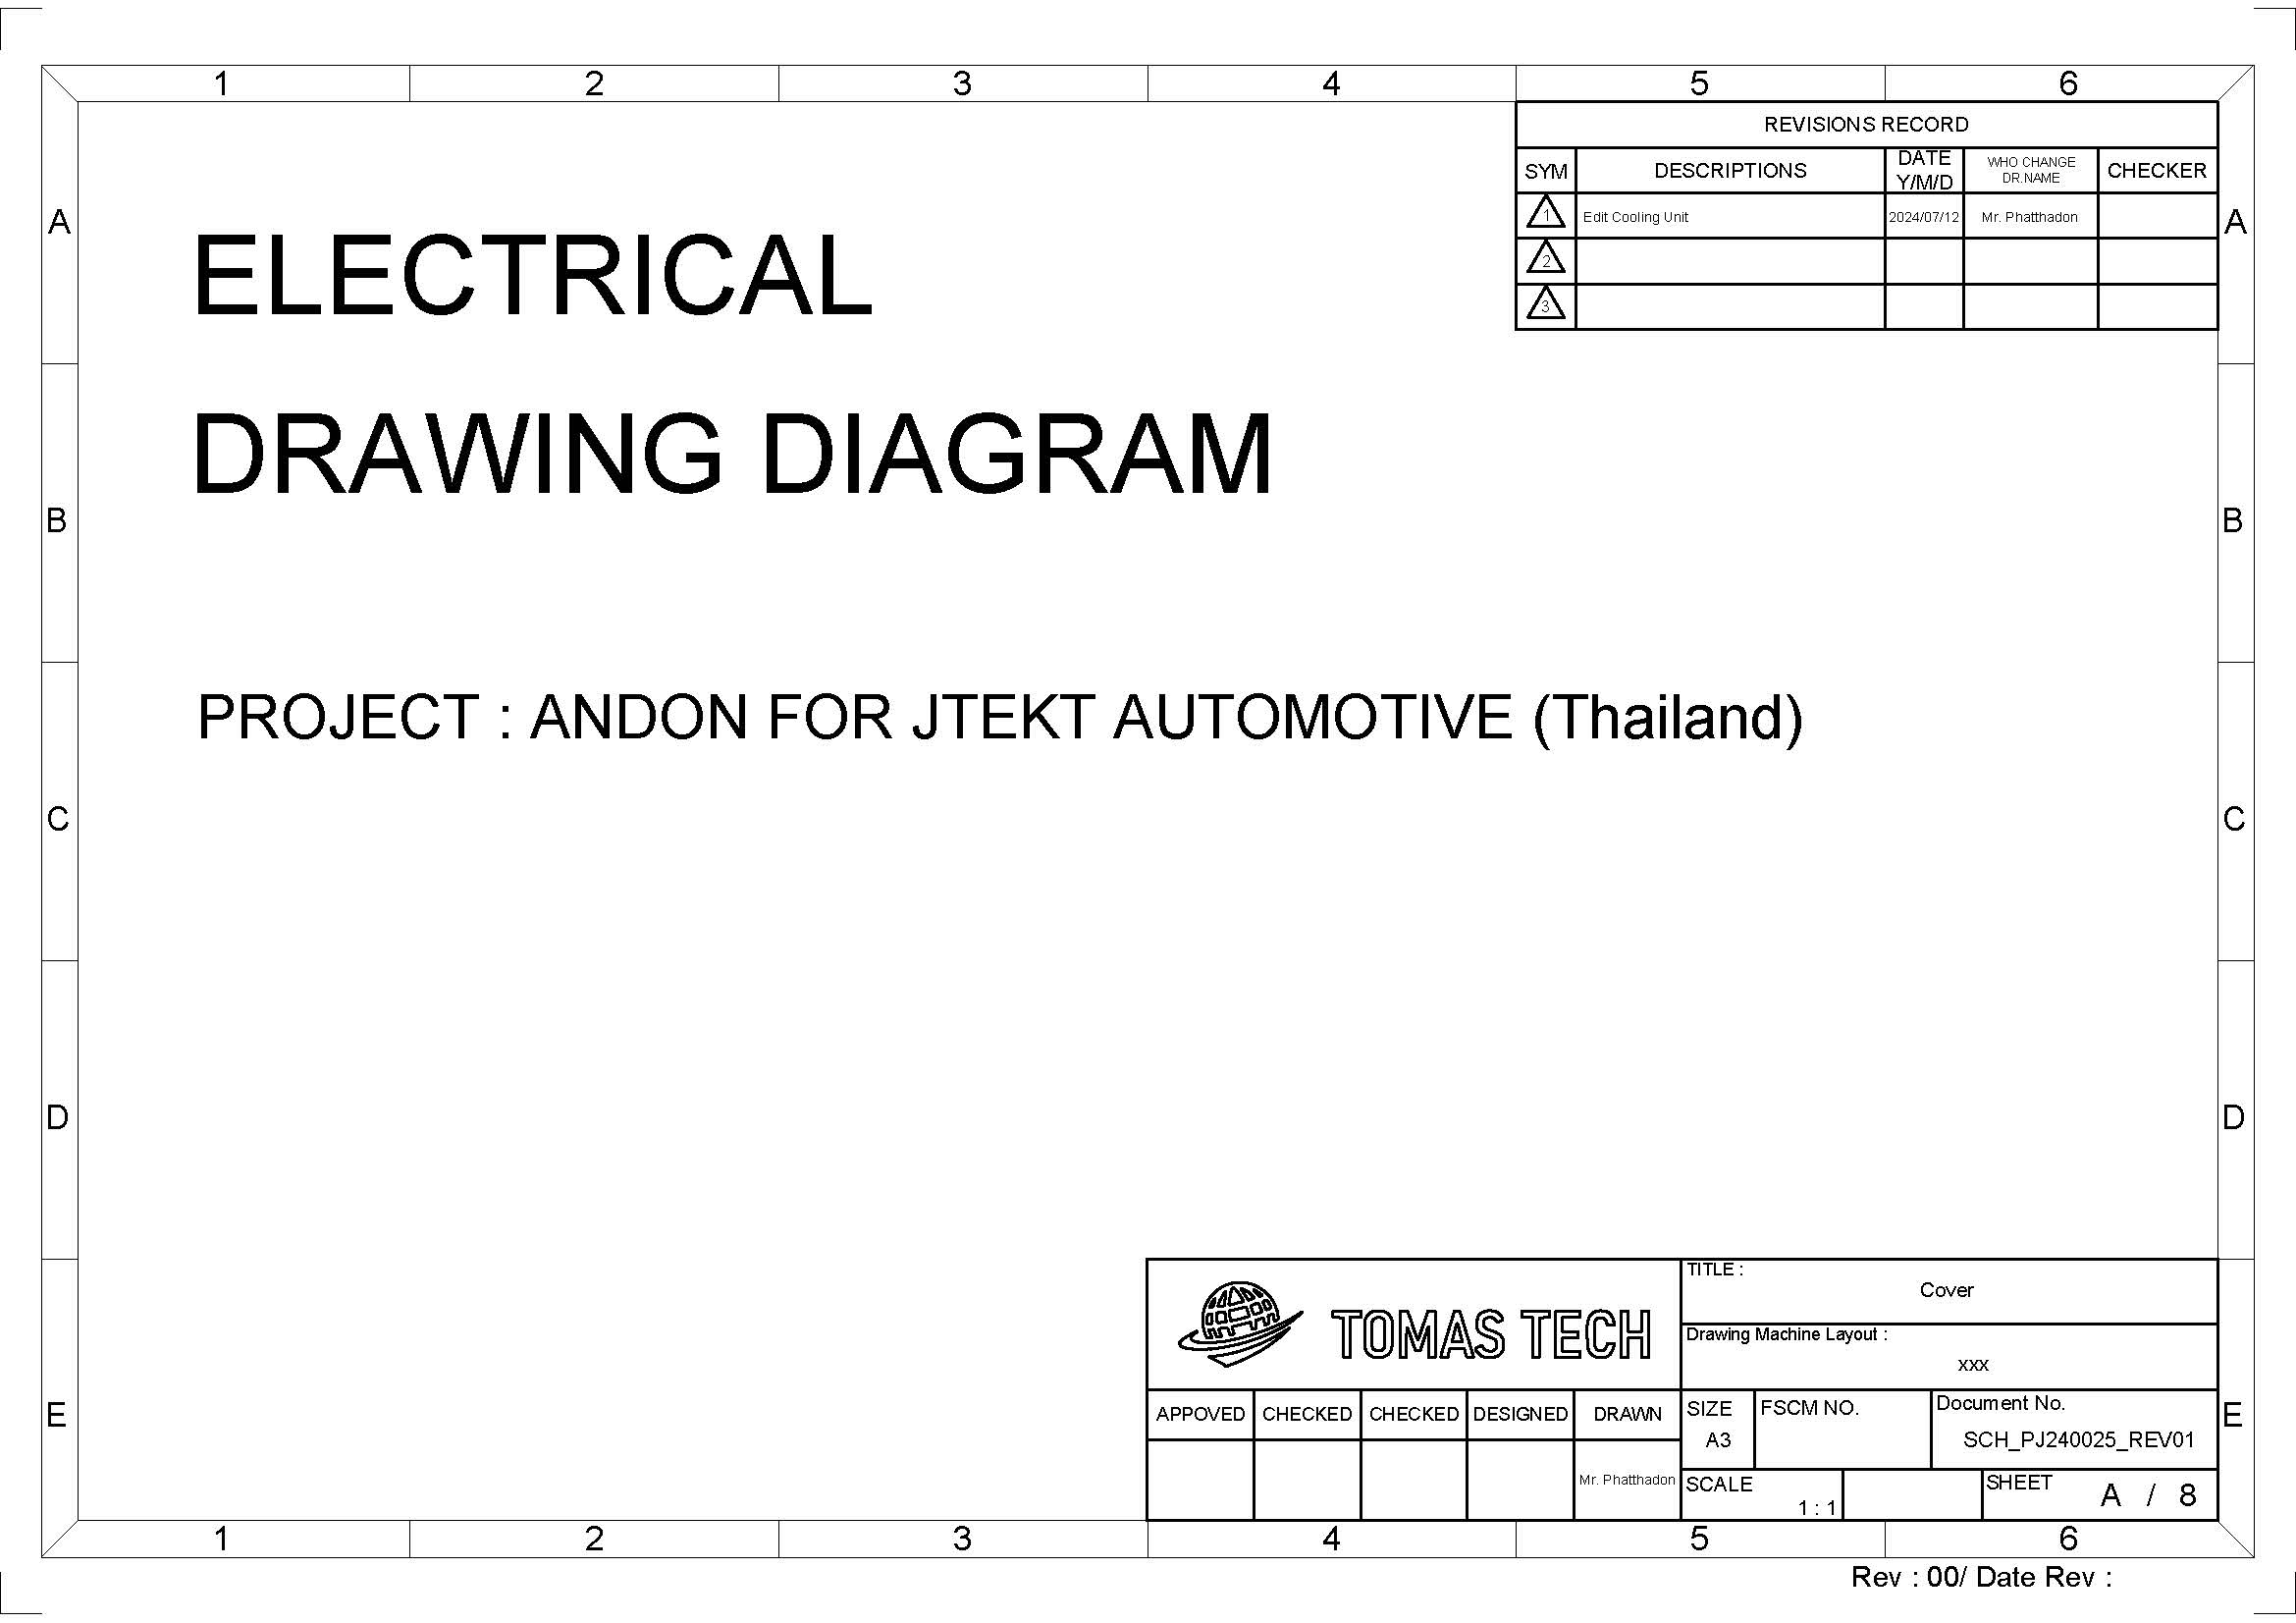 1 2 3 4 5 6
REVISIONS RECORD
SYM DESCRIPTIONS DATE Y/M/D WHO CHANGE DR.NAME CHECKER
1 Edit Cooling Unit 2024/07/12 Mr. Phatthadon
2
3
A A
ELECTRICAL
DRAWING DIAGRAM
B B
PROJECT : ANDON FOR JTEKT AUTOMOTIVE (Thailand)
C C
D D
TOMAS TECH
TITLE :
Cover
Drawing Machine Layout :
xxx
APPOVED CHECKED CHECKED DESIGNED DRAWN
Mr. Phatthadon
SIZE
A3
FSCM NO.
Document No.
SCH_PJ240025_REV01
SCALE
1 : 1
SHEET
A / 8
E E
1 2 3 4 5 6
Rev : 00/ Date Rev :